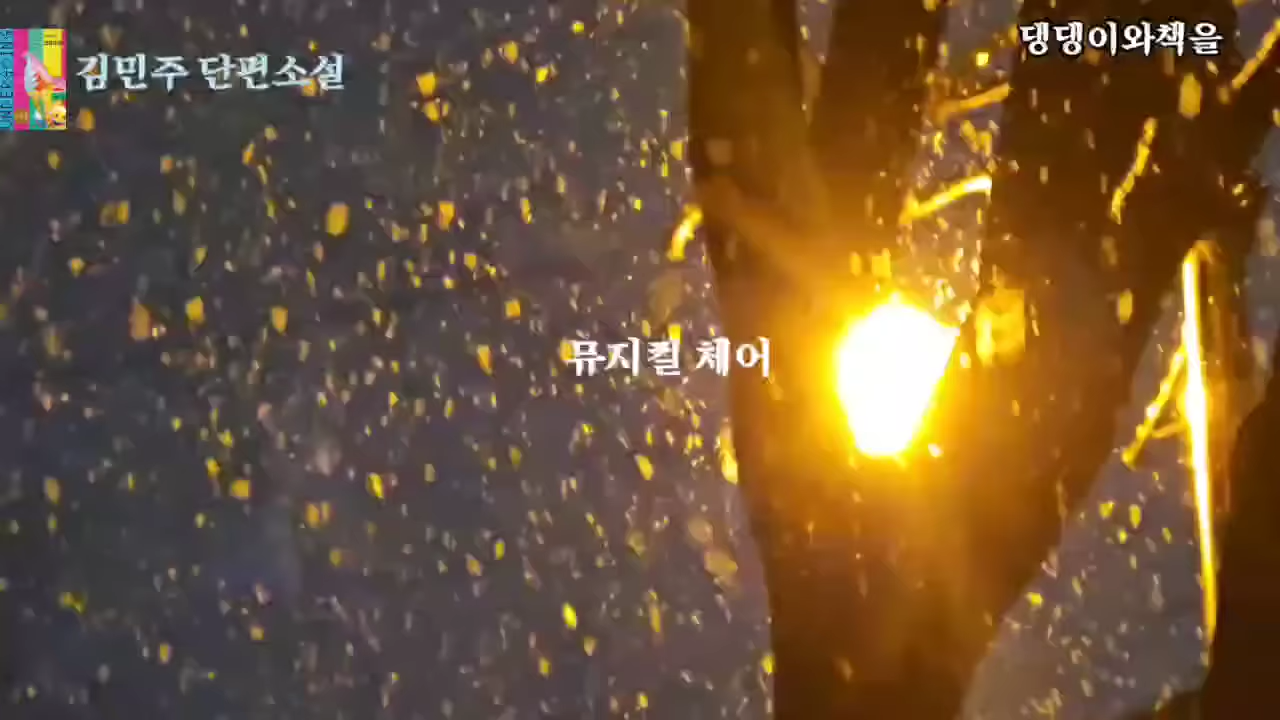 김민주 단편소설
댕댕이와책을
뮤지컬 체어